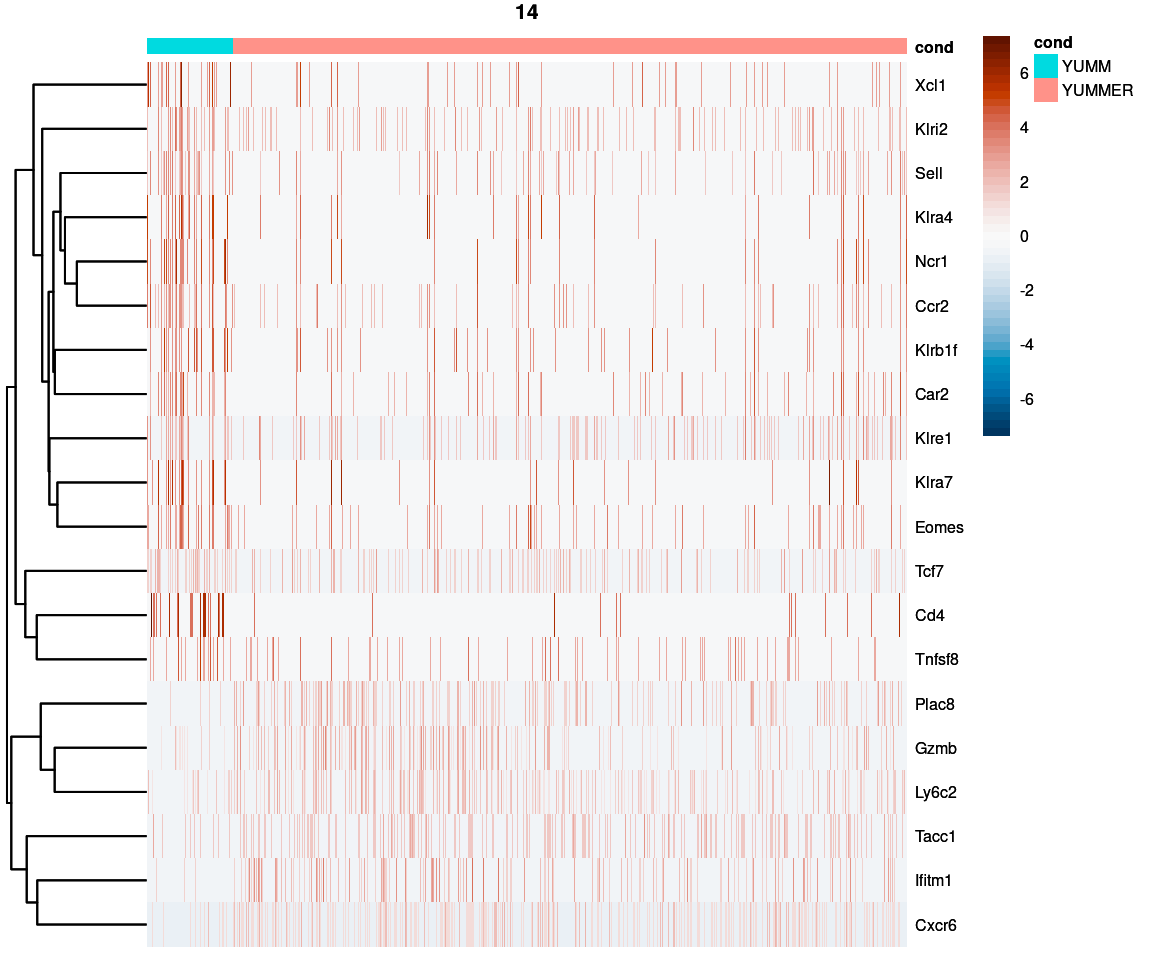 14
cond
Xcl1
Klri2
Sell
Klra4
Ncr1
Ccr2
Klrb1f
Car2
Klre1
Klra7
Eomes
Tcf7
Cd4
Tnfsf8
Plac8
Gzmb
Ly6c2
Tacc1
Ifitm1
Cxcr6
6
4
2
0
-2
-4
-6
cond
YUMM
YUMMER